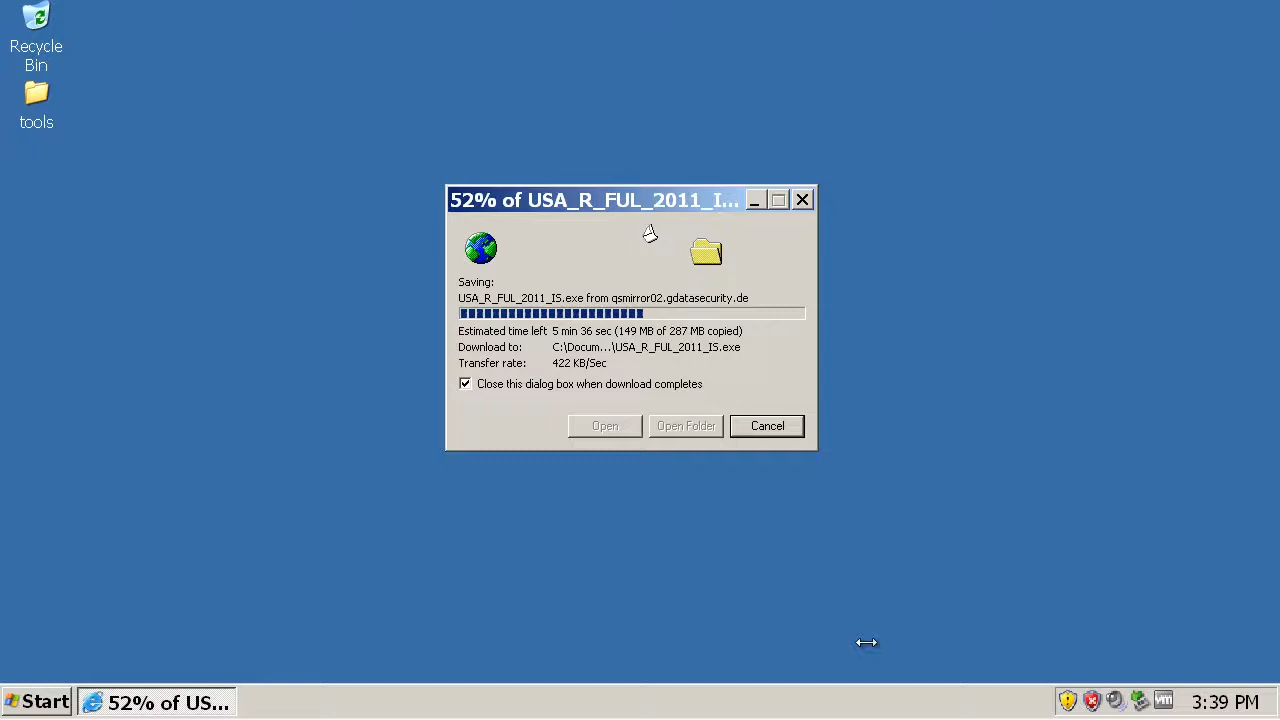 Recycle
Bin
tools
52% of USA_R_FUL_2011_I...
Saving:
USA_R_FUL_2011_IS.exe from qsmirror02.gdatasecurity.de
Estimated time left 5 min 36 sec (149 MB of 287 MB copied)
Download to: C:\Docum...\USA_R_FUL_2011_IS.exe
Transfer rate: 422 KB/Sec
Close this dialog box when download completes
Open Open Folder Cancel
Start 52% of US... vm 3:39 PM